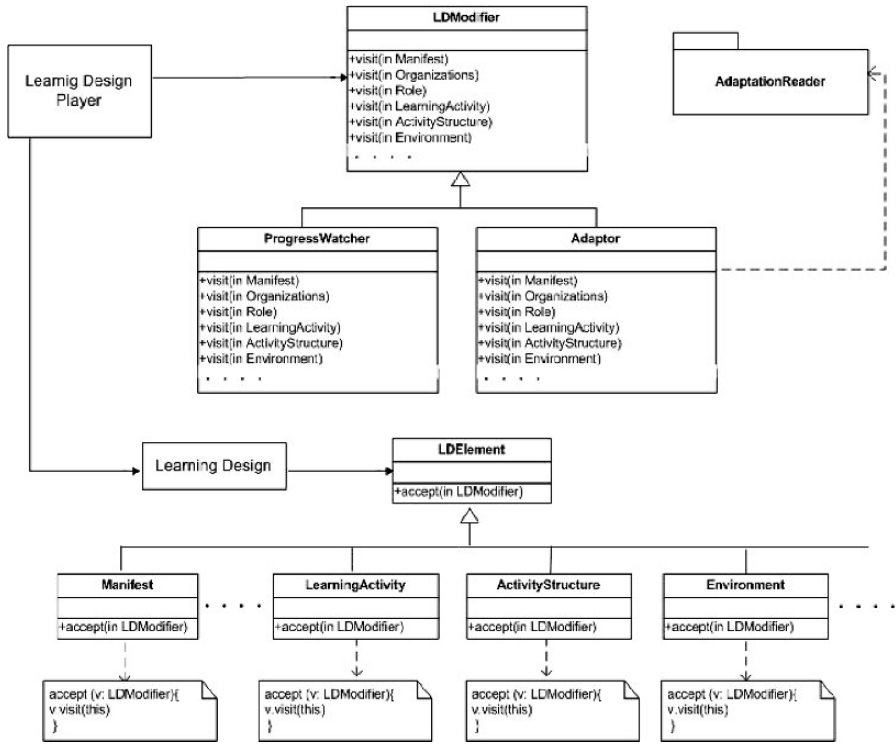 LDModifier
+visit(in Manifest)
+visit(in Organizations)
+visit(in Role)
+visit(in LearningActivity)
+visit(in ActivityStructure)
+visit(in Environment)
. . . .
Learnig Design
Player
AdaptationReader
ProgressWatcher
+visit(in Manifest)
+visit(in Organizations)
+visit(in Role)
+visit(in LearningActivity)
+visit(in ActivityStructure)
+visit(in Environment)
. . . .
Adaptor
+visit(in Manifest)
+visit(in Organizations)
+visit(in Role)
+visit(in LearningActivity)
+visit(in ActivityStructure)
+visit(in Environment)
. . . .
Learning Design
LDElement
+accept(in LDModifier)
Manifest
+accept(in LDModifier)
. . . .
LearningActivity
+accept(in LDModifier)
ActivityStructure
+accept(in LDModifier)
Environment
+accept(in LDModifier)
. . . .
accept (v: LDModifier){
v.visit(this)
}
accept (v: LDModifier){
v.visit(this)
}
accept (v: LDModifier){
v.visit(this)
}
accept (v: LDModifier){
v.visit(this)
}